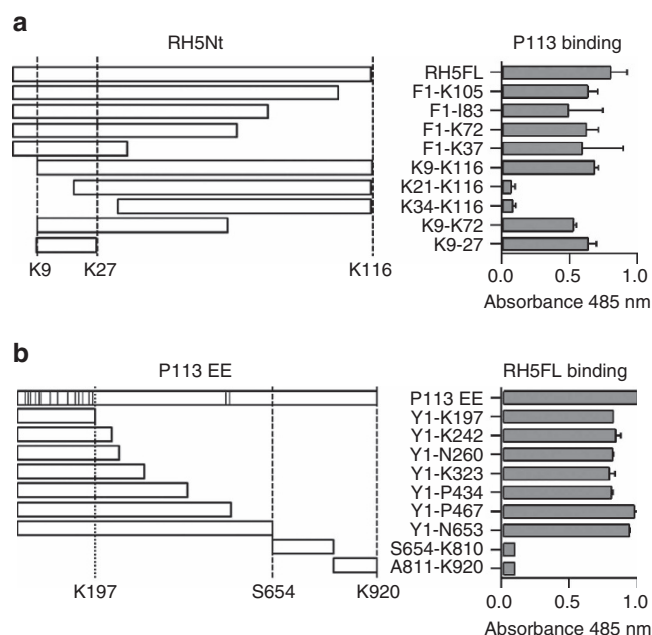 a
RH5Nt
P113 binding
RH5FL
F1-K105
F1-I83
F1-K72
F1-K37
K9-K116
K21-K116
K34-K116
K9-K72
K9-27
K9 K27 K116
0.0 0.5 1.0
Absorbance 485 nm
b
P113 EE
RH5FL binding
P113 EE
Y1-K197
Y1-K242
Y1-N260
Y1-K323
Y1-P434
Y1-P467
Y1-N653
S654-K810
A811-K920
K197 S654 K920
0.0 0.5 1.0
Absorbance 485 nm